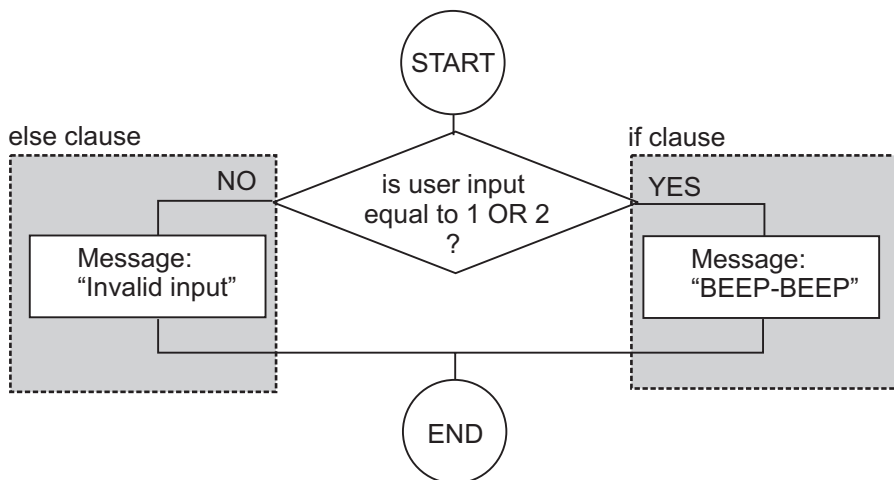 START
else clause
if clause
NO
is user input
equal to 1 OR 2
?
YES
Message:
“Invalid input”
Message:
“BEEP-BEEP”
END